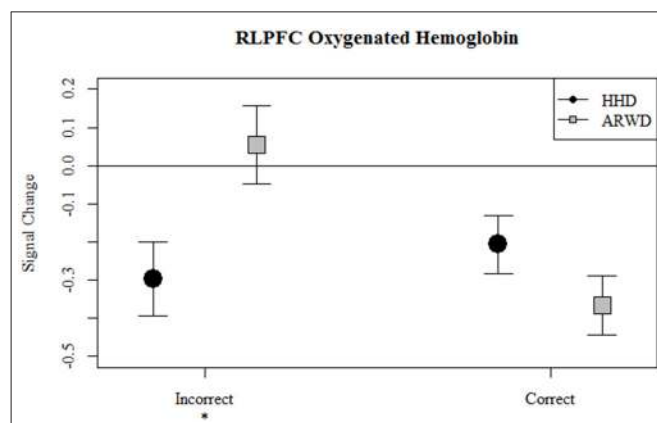 RLPFC Oxygenated Hemoglobin
HHD
ARWD
Signal Change
0.2
0.1
0.0
-0.1
-0.3
-0.5
Incorrect
Correct
*